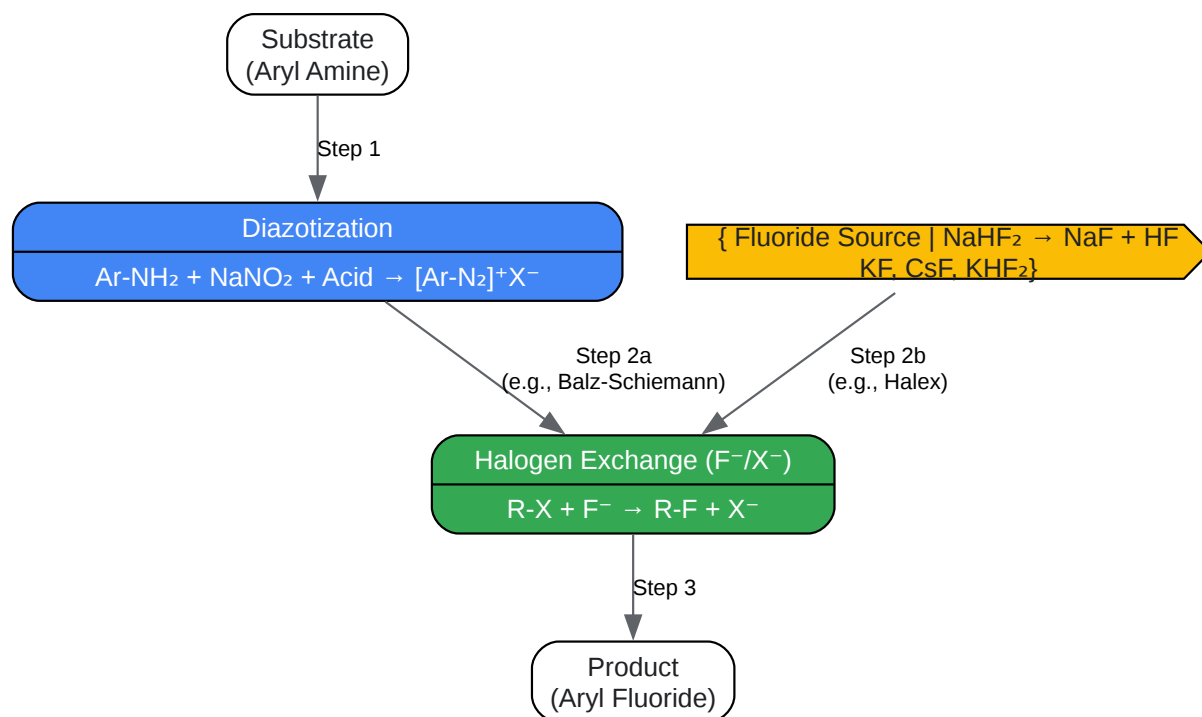 Substrate
(Aryl Amine)
Step 1
Diazotization
Ar-NH₂ + NaNO₂ + Acid → [Ar-N₂]⁺X⁻
{ Fluoride Source | NaHF₂ → NaF + HF
KF, CsF, KHF₂}
Step 2a
(e.g., Balz-Schiemann)
Step 2b
(e.g., Halex)
Halogen Exchange (F⁻/X⁻)
R-X + F⁻ → R-F + X⁻
Step 3
Product
(Aryl Fluoride)